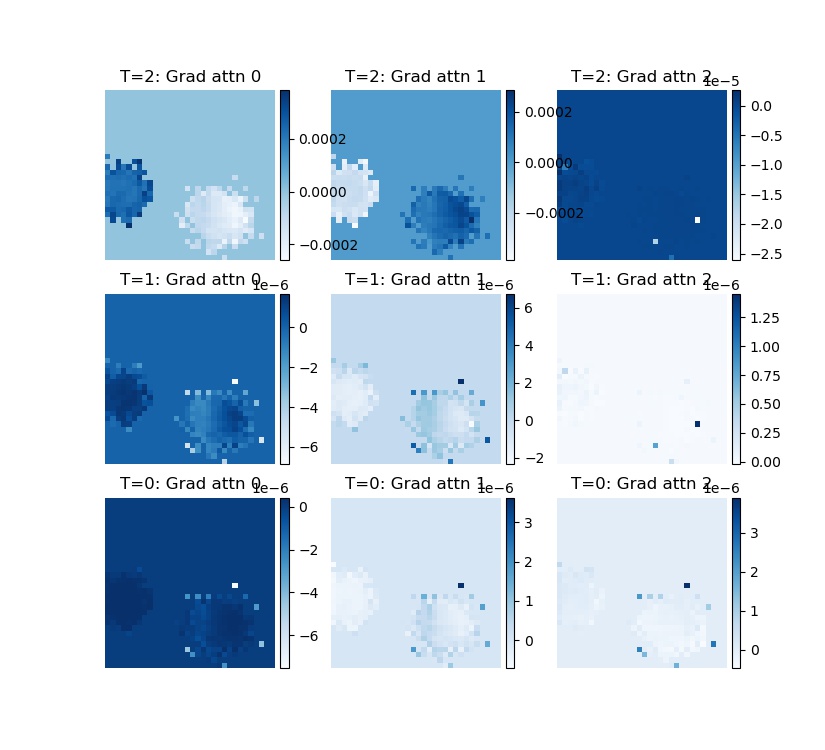 T=2: Grad attn 0
T=2: Grad attn 1
T=2: Grad attn 2
1e−5
0.0002
0.0000
−0.0002
0.0002
0.0000
−0.0002
0.0
−0.5
−1.0
−1.5
−2.0
−2.5
T=1: Grad attn 0
1e−6
T=1: Grad attn 1
1e−6
T=1: Grad attn 2
1e−6
0
−2
−4
−6
6
4
2
0
−2
1.25
1.00
0.75
0.50
0.25
0.00
T=0: Grad attn 0
1e−6
T=0: Grad attn 1
1e−6
T=0: Grad attn 2
1e−6
0
−2
−4
−6
3
2
1
0
3
2
1
0